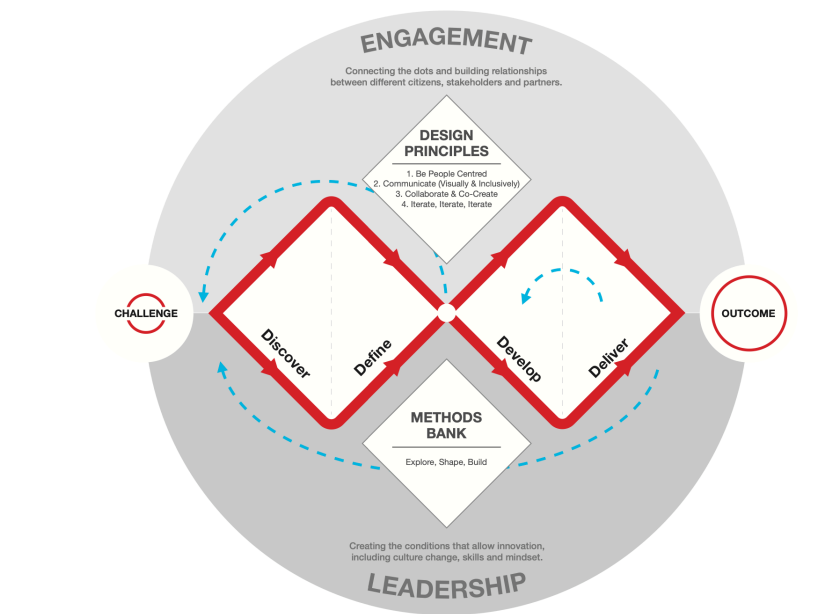 ENGAGEMENT
Connecting the dots and building relationships
between different citizens, stakeholders and partners.
DESIGN
PRINCIPLES
1. Be People Centred
2. Communicate (Visually & Inclusively)
3. Collaborate & Co-Create
4. Iterate, Iterate, Iterate
CHALLENGE
OUTCOME
Discover
Define
Develop
Deliver
METHODS
BANK
Explore, Shape, Build
Creating the conditions that allow innovation,
including culture change, skills and mindset.
LEADERSHIP